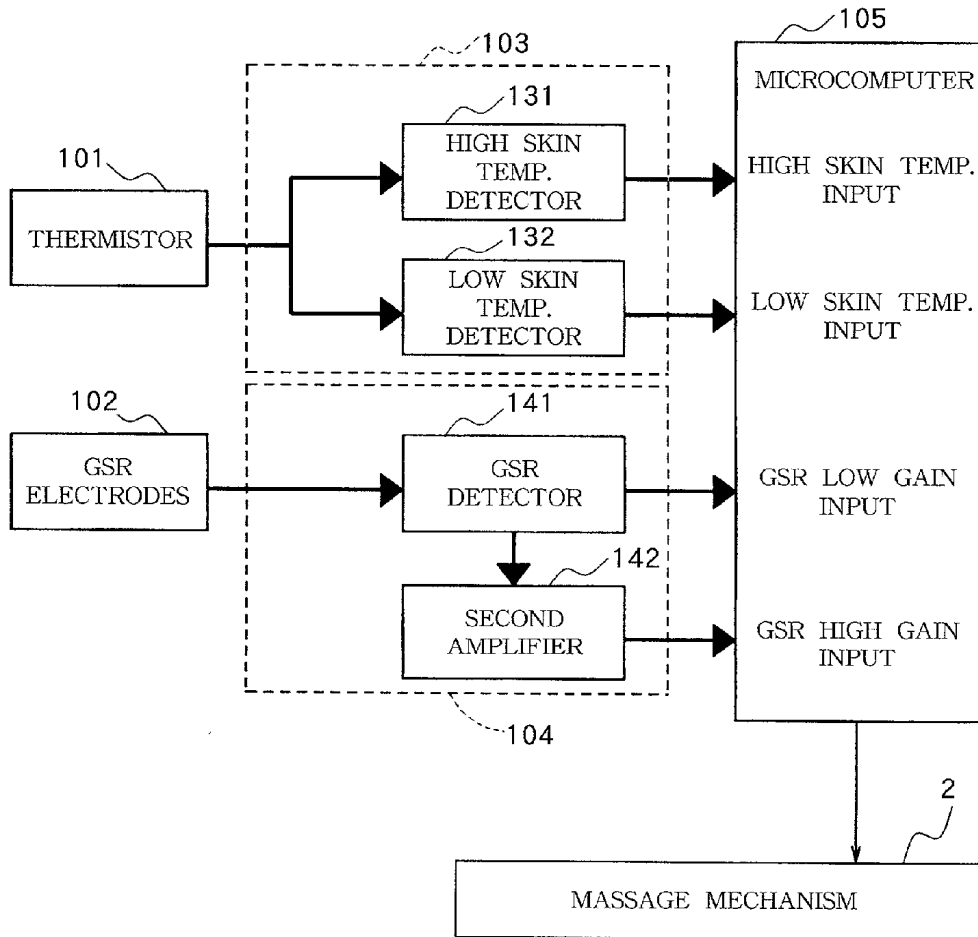 105
103
MICROCOMPUTER
131
HIGH SKIN
TEMP.
DETECTOR
HIGH SKIN TEMP.
INPUT
101
THERMISTOR
132
LOW SKIN
TEMP.
DETECTOR
LOW SKIN TEMP.
INPUT
102
GSR
ELECTRODES
141
GSR
DETECTOR
GSR LOW GAIN
INPUT
142
SECOND
AMPLIFIER
GSR HIGH GAIN
INPUT
104
2
MASSAGE MECHANISM